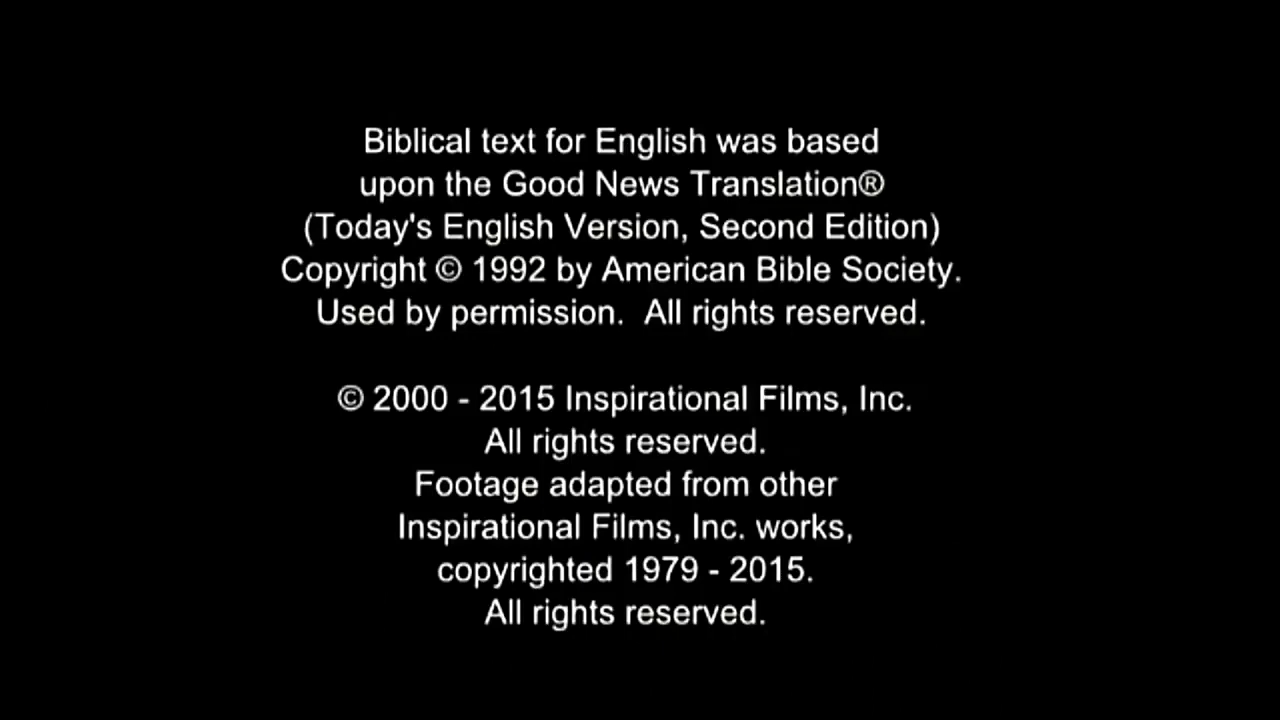 Biblical text for English was based
upon the Good News Translation®
(Today's English Version, Second Edition)
Copyright © 1992 by American Bible Society.
Used by permission.  All rights reserved.
© 2000 - 2015 Inspirational Films, Inc.
All rights reserved.
Footage adapted from other
Inspirational Films, Inc. works,
copyrighted 1979 - 2015.
All rights reserved.